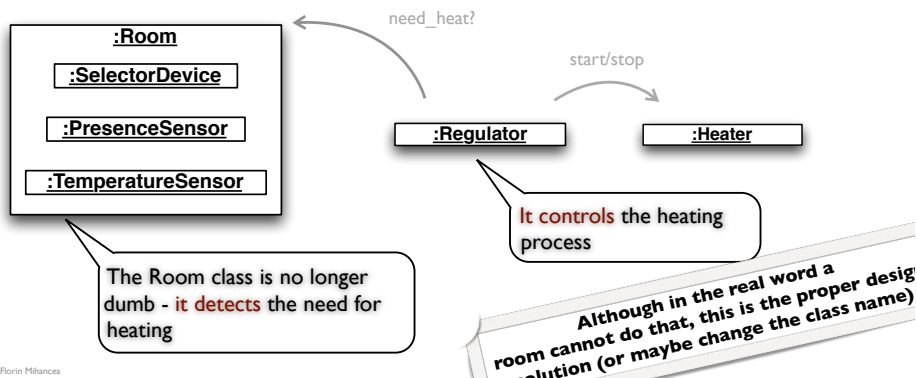 need_heat?
:Room
:SelectorDevice
start/stop
:PresenceSensor
:Regulator
:Heater
:TemperatureSensor
It controls the heating
process
The Room class is no longer
dumb - it detects the need for
heating
Although in the real word a
room cannot do that, this is the proper
(or maybe change the class name)
Florin Mihancea